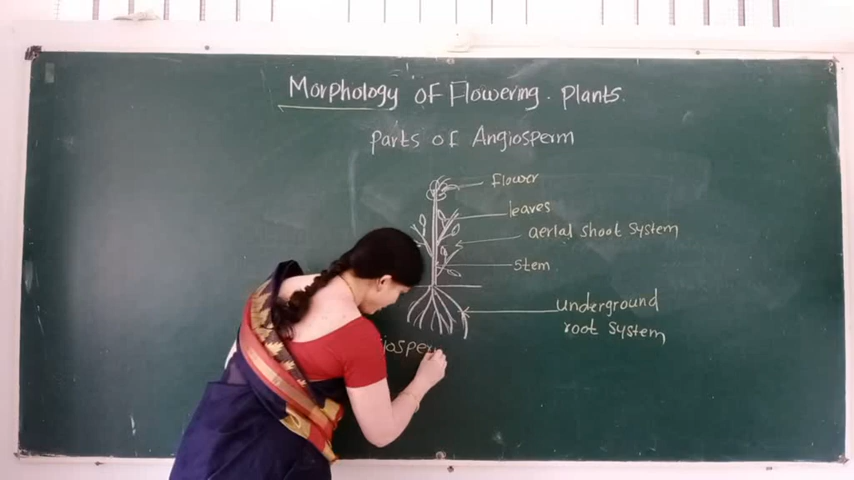 Morphology of Flowering. Plants.
Parts of Angiosperm
flower
leaves
aerial shoot system
Stem
underground
root system